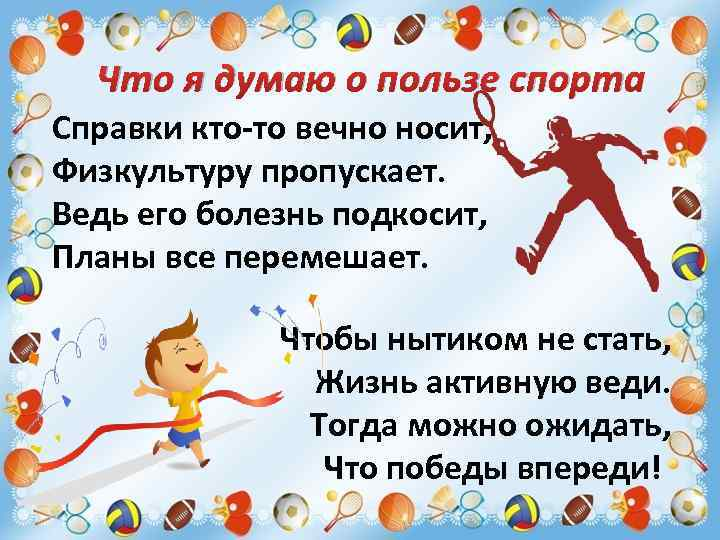 Что я думаю о пользе спорта
Справки кто-то вечно носит,
Физкультуру пропускает.
Ведь его болезнь подкосит,
Планы все перемешает.
Чтобы нытиком не стать,
Жизнь активную веди.
Тогда можно ожидать,
Что победы впереди!